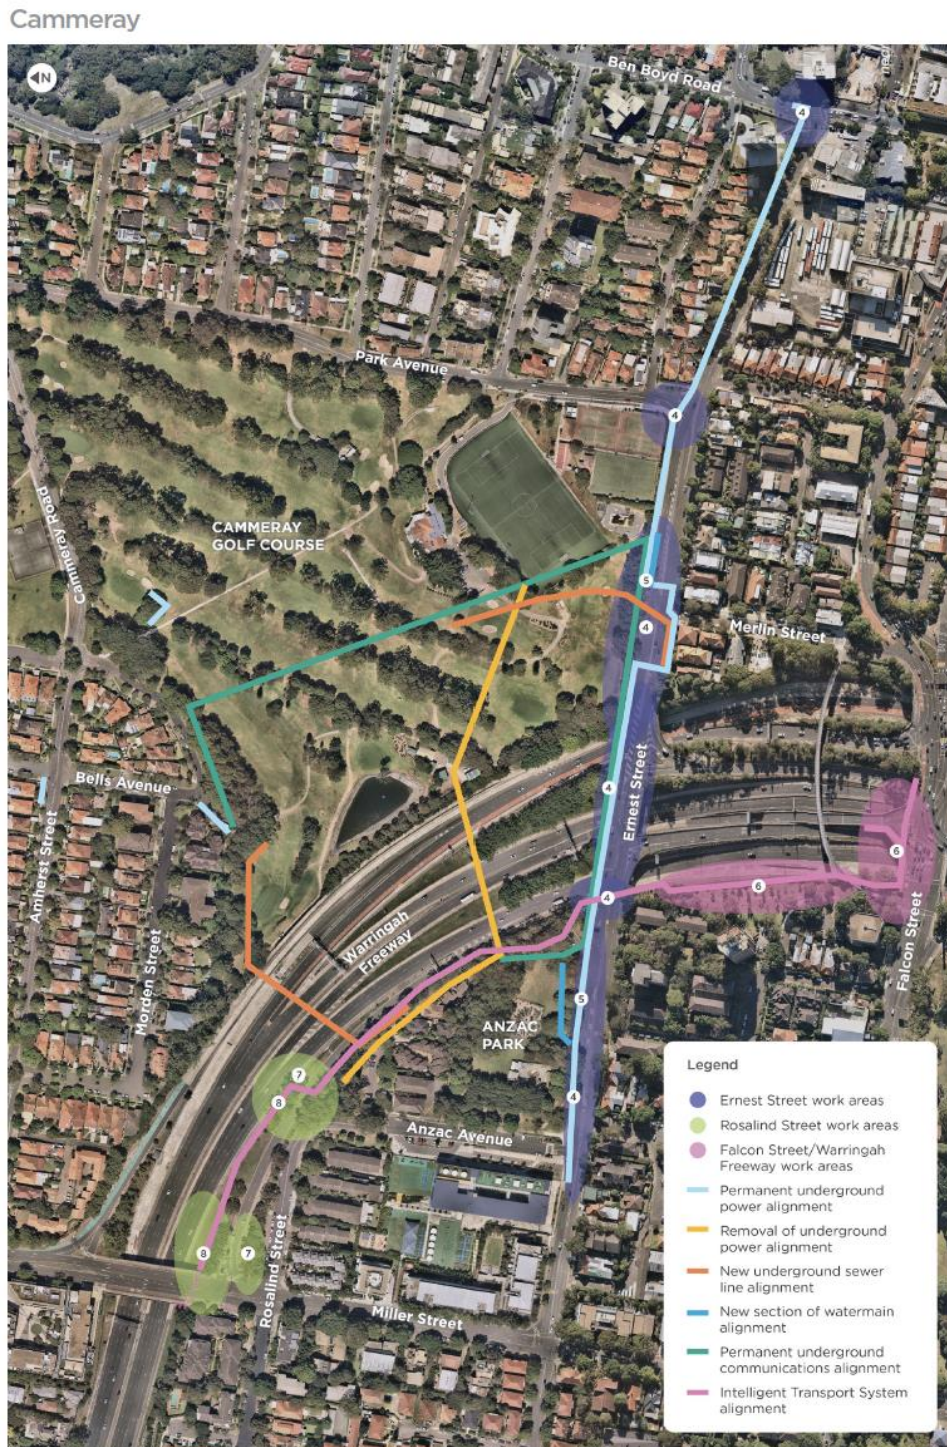 Cammeray
N
Ben Boyd Road
4
Park Avenue
4
CAMMERAY
GOLF COURSE
Cammeray Road
5
4
Merlin Street
Bells Avenue
Amherst Street
4
Ernest Street
6
6
4
Falcon Street
Warringah
Freeway
Morden Street
5
ANZAC
PARK
7
8
4
Anzac Avenue
8
7
Rosalind Street
Miller Street
Legend
Ernest Street work areas
Rosalind Street work areas
Falcon Street/Warringah
Freeway work areas
Permanent underground
power alignment
Removal of underground
power alignment
New underground sewer
line alignment
New section of watermain
alignment
Permanent underground
communications alignment
Intelligent Transport System
alignment